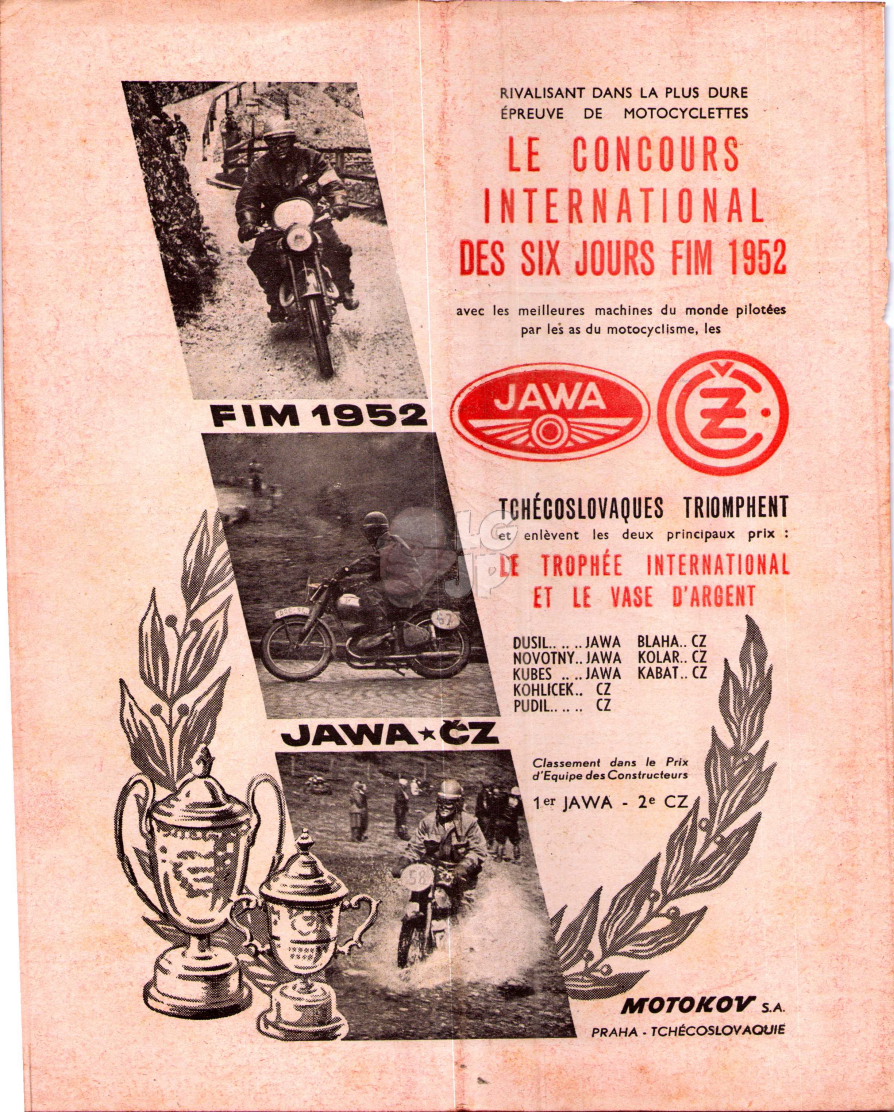 RIVALISANT DANS LA PLUS DURE
ÉPREUVE DE MOTOCYCLETTES
LE CONCOURS
INTERNATIONAL
DES SIX JOURS FIM 1952
avec les meilleures machines du monde pilotées
par les as du motocyclisme, les
JAWA
ČZ
FIM 1952
TCHÉCOSLOVAQUES TRIOMPHENT
et enlèvent les deux principaux prix :
LE TROPHÉE INTERNATIONAL
ET LE VASE D'ARGENT
LG
JP
DUSIL.. .. ..JAWA BLAHA.. CZ
NOVOTNY..JAWA KOLAR.. CZ
KUBES .. ..JAWA KABAT.. CZ
KOHLICEK.. CZ
PUDIL.. .. .. CZ
67
JAWA★ČZ
Classement dans le Prix
d'Equipe des Constructeurs
1er JAWA - 2e CZ
58
MOTOKOV S.A.
PRAHA - TCHÉCOSLOVAQUIE